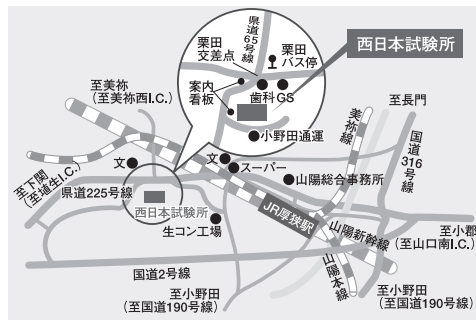 県道65号線
栗田
交差点
栗田
バス停
西日本試験所
案内
看板
歯科
GS
小野田通運
至美祢
(至美祢西I.C.)
至長門
美祢線
国道316号線
文
文
スーパー
山陽総合事務所
至下関
(至埴生I.C.)
県道225号線
西日本試験所
JR厚狭駅
山陽新幹線
至小郡
(至山口南I.C.)
生コン工場
山陽本線
国道2号線
至小野田
(至国道190号線)
至小野田
(至国道190号線)